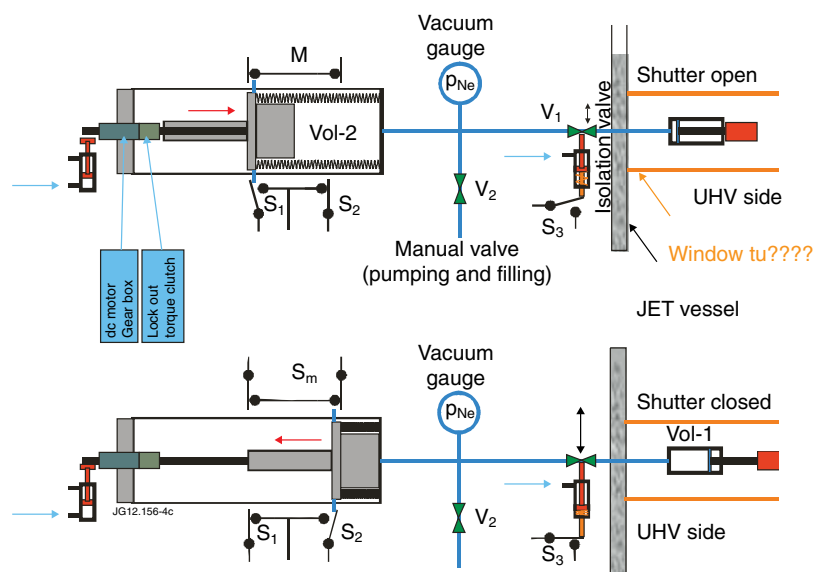 Vacuum
gauge
M
pNe
Shutter open
V1
Vol-2
Isolation valve
S1
S2
V2
UHV side
S3
Manual valve
(pumping and filling)
Window tu????
dc motor
Gear box
Lock out
torque clutch
JET vessel
Vacuum
gauge
Sm
pNe
Shutter closed
Vol-1
JG12.156-4c
S1
S2
V2
S3
UHV side